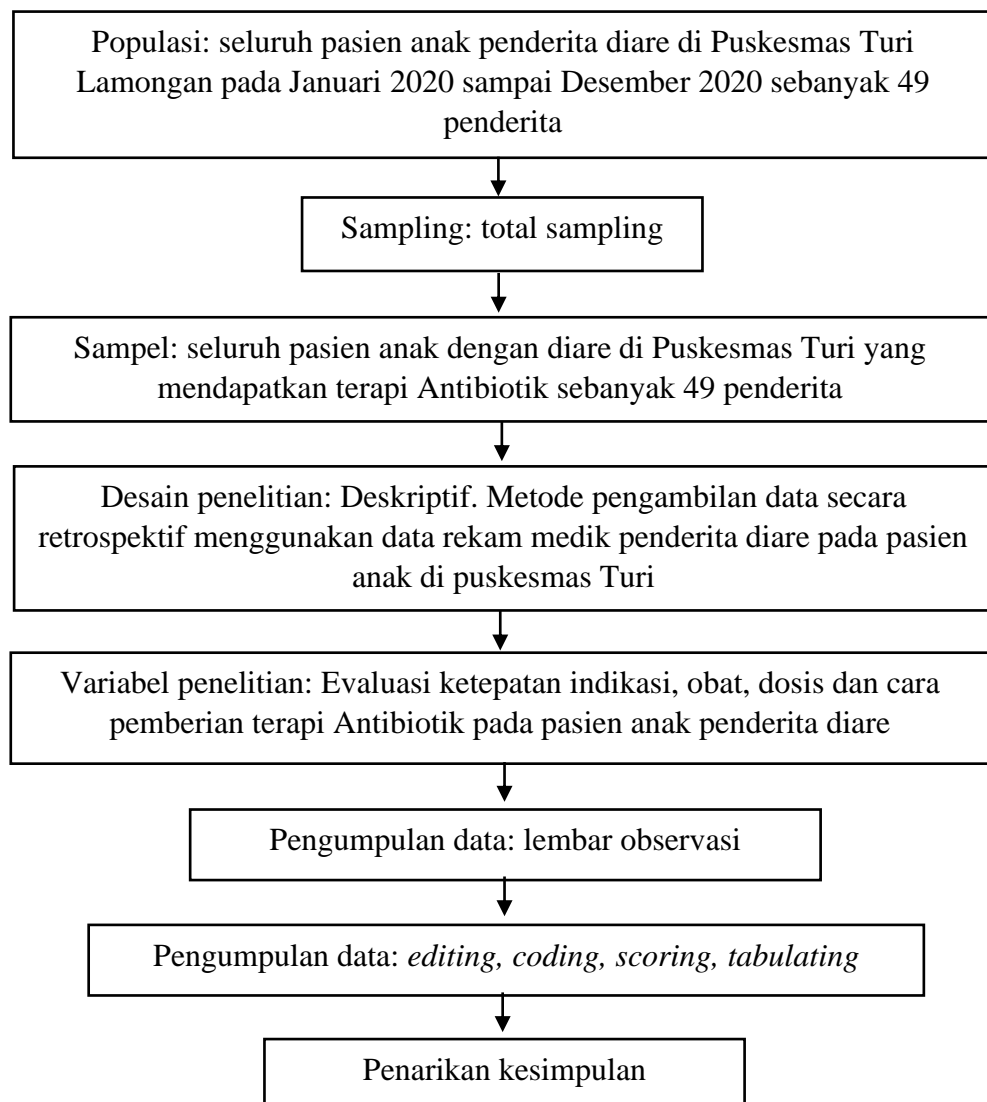 Populasi: seluruh pasien anak penderita diare di Puskesmas Turi
Lamongan pada Januari 2020 sampai Desember 2020 sebanyak 49
penderita
Sampling: total sampling
Sampel: seluruh pasien anak dengan diare di Puskesmas Turi yang
mendapatkan terapi Antibiotik sebanyak 49 penderita
Desain penelitian: Deskriptif. Metode pengambilan data secara
retrospektif menggunakan data rekam medik penderita diare pada pasien
anak di puskesmas Turi
Variabel penelitian: Evaluasi ketepatan indikasi, obat, dosis dan cara
pemberian terapi Antibiotik pada pasien anak penderita diare
Pengumpulan data: lembar observasi
Pengumpulan data: editing, coding, scoring, tabulating
Penarikan kesimpulan